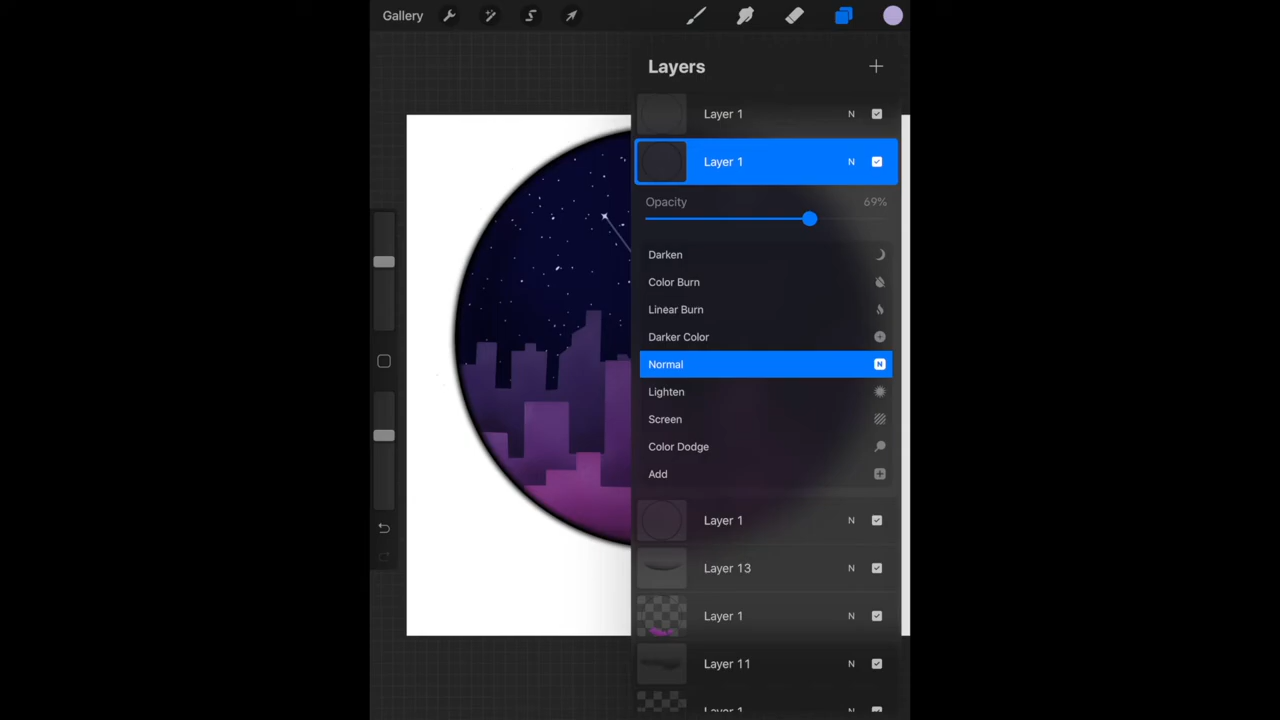 Gallery
Layers
Layer 1 N
Layer 1 N
Opacity 69%
Darken
Color Burn
Linear Burn
Darker Color
Normal N
Lighten
Screen
Color Dodge
Add
Layer 1 N
Layer 13 N
Layer 1 N
Layer 11 N
Layer 1 N